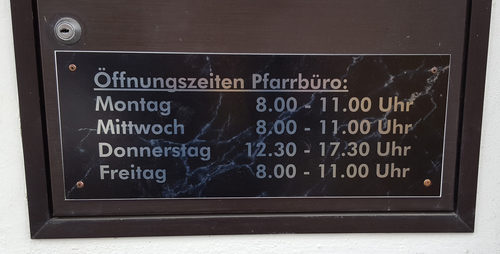 Öffnungszeiten Pfarrbüro:
Montag 8.00 - 11.00 Uhr
Mittwoch 8.00 - 11.00 Uhr
Donnerstag 12.30 - 17.30 Uhr
Freitag 8.00 - 11.00 Uhr